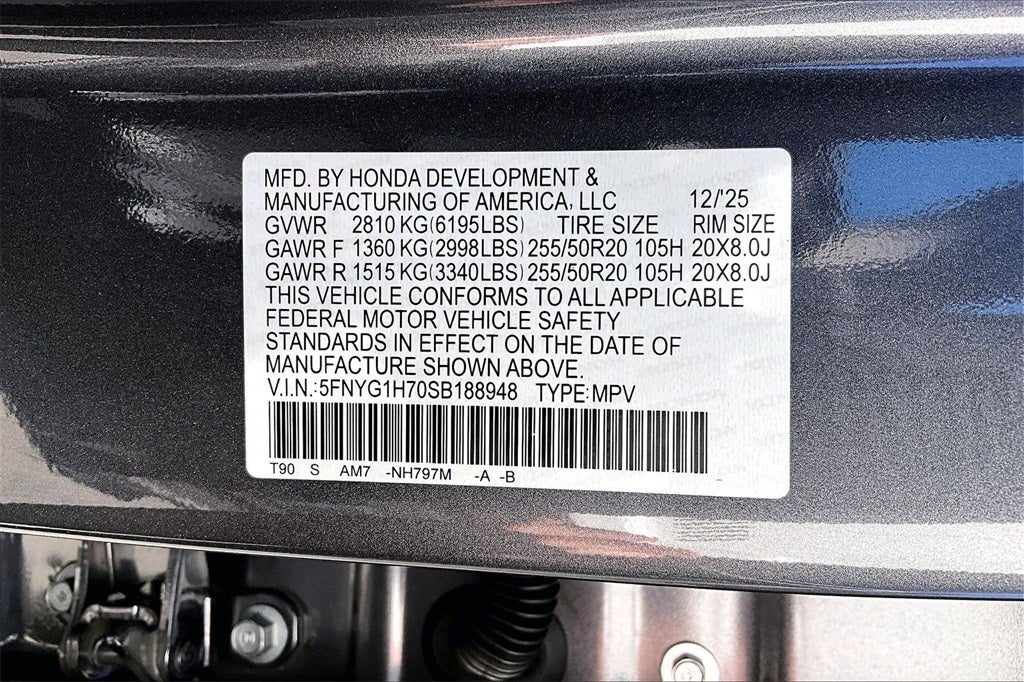 MFD. BY HONDA DEVELOPMENT &
MANUFACTURING OF AMERICA, LLC 12/'25
GVWR 2810 KG(6195LBS) TIRE SIZE RIM SIZE
GAWR F 1360 KG(2998LBS) 255/50R20 105H 20X8.0J
GAWR R 1515 KG(3340LBS) 255/50R20 105H 20X8.0J
THIS VEHICLE CONFORMS TO ALL APPLICABLE
FEDERAL MOTOR VEHICLE SAFETY
STANDARDS IN EFFECT ON THE DATE OF
MANUFACTURE SHOWN ABOVE.
V.I.N.:5FNYG1H70SB188948 TYPE:MPV
T90 S AM7 -NH797M -A -B -